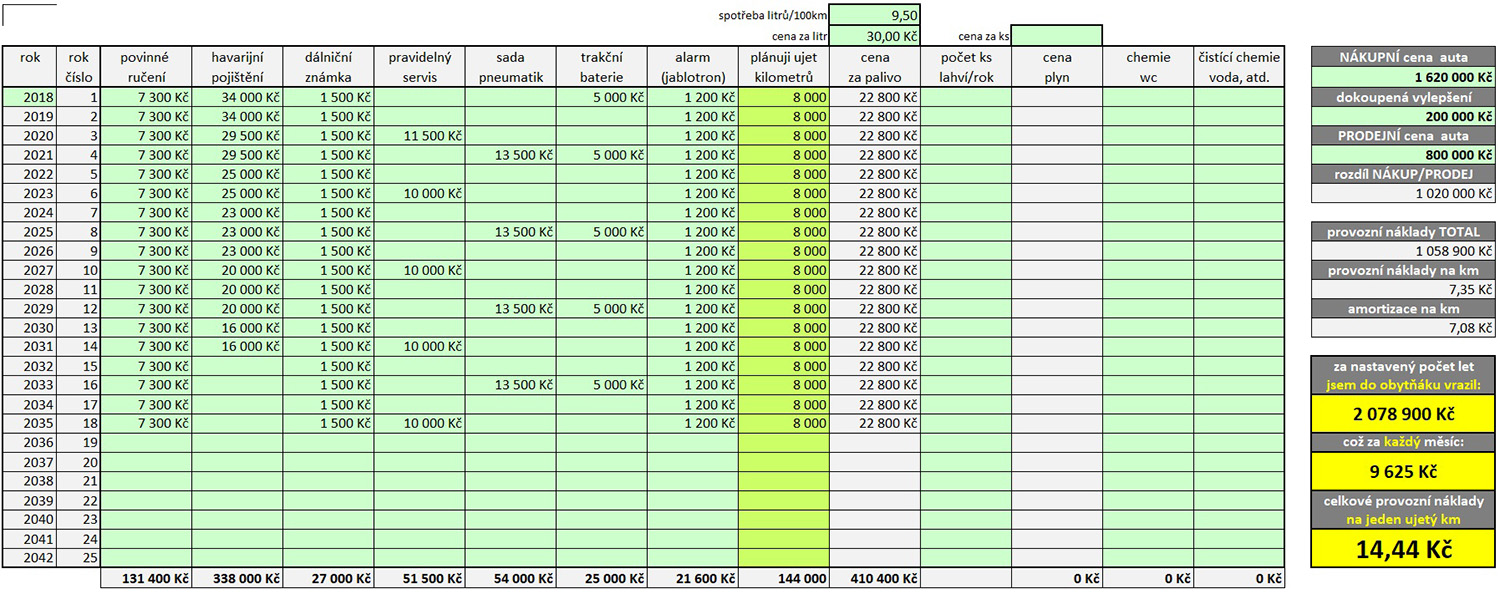 spotřeba litrů/100km 9,50
cena za litr 30,00 Kč cena za ks
rok rok povinné havarijní dálniční pravidelný sada trakční alarm plánuji ujet cena počet ks cena chemie čistící chemie
číslo ručení pojištění známka servis pneumatik baterie (jablotron) kilometrů za palivo lahví/rok plyn wc voda, atd.
2018 1 7 300 Kč 34 000 Kč 1 500 Kč 5 000 Kč 1 200 Kč 8 000 22 800 Kč
2019 2 7 300 Kč 34 000 Kč 1 500 Kč 1 200 Kč 8 000 22 800 Kč
2020 3 7 300 Kč 29 500 Kč 1 500 Kč 11 500 Kč 1 200 Kč 8 000 22 800 Kč
2021 4 7 300 Kč 29 500 Kč 1 500 Kč 13 500 Kč 5 000 Kč 1 200 Kč 8 000 22 800 Kč
2022 5 7 300 Kč 25 000 Kč 1 500 Kč 1 200 Kč 8 000 22 800 Kč
2023 6 7 300 Kč 25 000 Kč 1 500 Kč 10 000 Kč 1 200 Kč 8 000 22 800 Kč
2024 7 7 300 Kč 23 000 Kč 1 500 Kč 1 200 Kč 8 000 22 800 Kč
2025 8 7 300 Kč 23 000 Kč 1 500 Kč 13 500 Kč 5 000 Kč 1 200 Kč 8 000 22 800 Kč
2026 9 7 300 Kč 23 000 Kč 1 500 Kč 1 200 Kč 8 000 22 800 Kč
2027 10 7 300 Kč 20 000 Kč 1 500 Kč 10 000 Kč 1 200 Kč 8 000 22 800 Kč
2028 11 7 300 Kč 20 000 Kč 1 500 Kč 1 200 Kč 8 000 22 800 Kč
2029 12 7 300 Kč 20 000 Kč 1 500 Kč 13 500 Kč 5 000 Kč 1 200 Kč 8 000 22 800 Kč
2030 13 7 300 Kč 16 000 Kč 1 500 Kč 1 200 Kč 8 000 22 800 Kč
2031 14 7 300 Kč 16 000 Kč 1 500 Kč 10 000 Kč 1 200 Kč 8 000 22 800 Kč
2032 15 7 300 Kč 1 500 Kč 1 200 Kč 8 000 22 800 Kč
2033 16 7 300 Kč 1 500 Kč 13 500 Kč 5 000 Kč 1 200 Kč 8 000 22 800 Kč
2034 17 7 300 Kč 1 500 Kč 1 200 Kč 8 000 22 800 Kč
2035 18 7 300 Kč 1 500 Kč 10 000 Kč 1 200 Kč 8 000 22 800 Kč
2036 19
2037 20
2038 21
2039 22
2040 23
2041 24
2042 25
131 400 Kč 338 000 Kč 27 000 Kč 51 500 Kč 54 000 Kč 25 000 Kč 21 600 Kč 144 000 410 400 Kč 0 Kč 0 Kč 0 Kč
NÁKUPNÍ cena auta
1 620 000 Kč
dokoupená vylepšení
200 000 Kč
PRODEJNÍ cena auta
800 000 Kč
rozdíl NÁKUP/PRODEJ
1 020 000 Kč
provozní náklady TOTAL
1 058 900 Kč
provozní náklady na km
7,35 Kč
amortizace na km
7,08 Kč
za nastavený počet let
jsem do obytňáku vrazil:
2 078 900 Kč
což za každý měsíc:
9 625 Kč
celkové provozní náklady
na jeden ujetý km
14,44 Kč